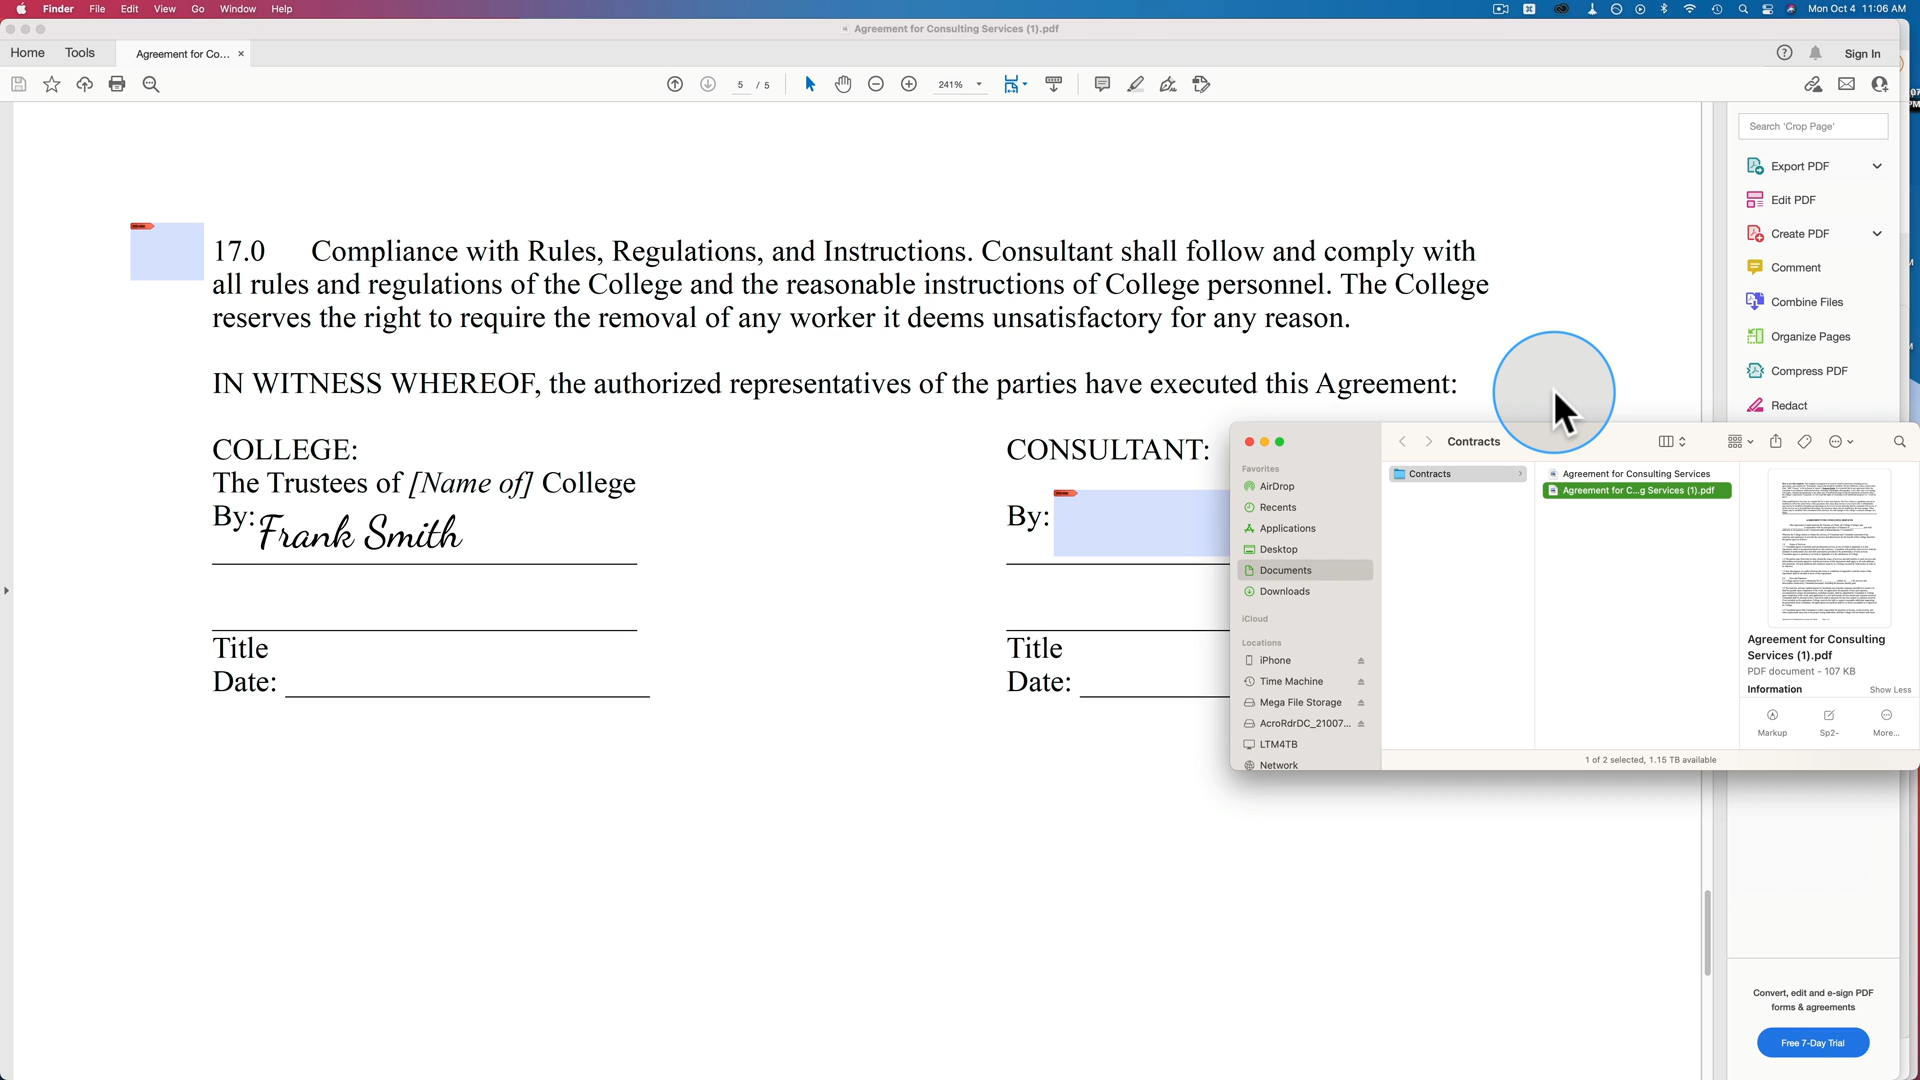 Finder File Edit View Go Window Help
Mon Oct 4 11:06 AM
Agreement for Consulting Services (1).pdf
Home Tools Agreement for Co... × Sign In
5 / 5 241%
Search 'Crop Page'
Export PDF
Edit PDF
Create PDF
Comment
Combine Files
Organize Pages
Compress PDF
Redact
17.0 Compliance with Rules, Regulations, and Instructions. Consultant shall follow and comply with
all rules and regulations of the College and the reasonable instructions of College personnel. The College
reserves the right to require the removal of any worker it deems unsatisfactory for any reason.
IN WITNESS WHEREOF, the authorized representatives of the parties have executed this Agreement:
COLLEGE:
The Trustees of [Name of] College
By: Frank Smith
Title
Date:
CONSULTANT:
By:
Title
Date:
Contracts
Favorites
AirDrop
Recents
Applications
Desktop
Documents
Downloads
iCloud
Locations
iPhone
Time Machine
Mega File Storage
AcroRdrDC_21007...
LTM4TB
Network
Contracts
Agreement for Consulting Services
Agreement for C...g Services (1).pdf
AGREEMENT FOR CONSULTING SERVICES
Agreement for Consulting
Services (1).pdf
PDF document - 107 KB
Information Show Less
Markup Sp2- More...
1 of 2 selected, 1.15 TB available
Convert, edit and e-sign PDF
forms & agreements
Free 7-Day Trial